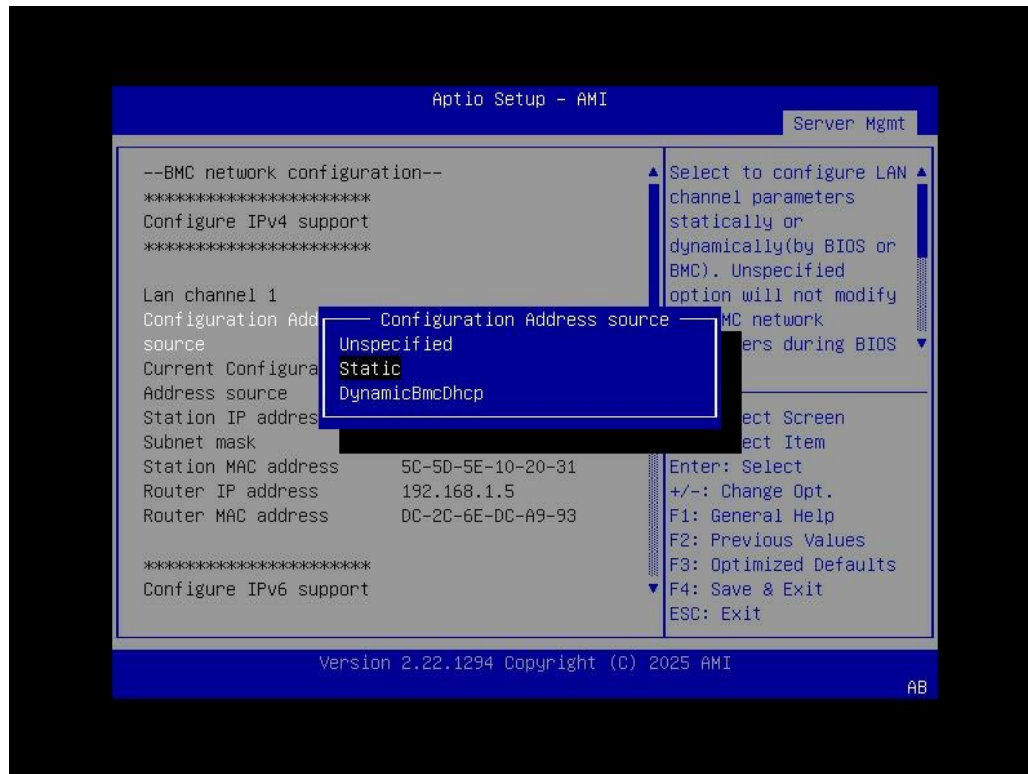 Aptio Setup - AMI
Server Mgmt
--BMC network configuration--
***********************
Configure IPv4 support
***********************
Lan channel 1
Configuration Add
source
Current Configura
Address source
Station IP addres
Subnet mask
Station MAC address 5C-5D-5E-10-20-31
Router IP address 192.168.1.5
Router MAC address DC-2C-6E-DC-A9-93
***********************
Configure IPv6 support
Configuration Address source
Unspecified
Static
DynamicBmcDhcp
Select to configure LAN
channel parameters
statically or
dynamically(by BIOS or
BMC). Unspecified
option will not modify
MC network
ers during BIOS
ect Screen
ect Item
Enter: Select
+/-: Change Opt.
F1: General Help
F2: Previous Values
F3: Optimized Defaults
F4: Save & Exit
ESC: Exit
Version 2.22.1294 Copyright (C) 2025 AMI
AB